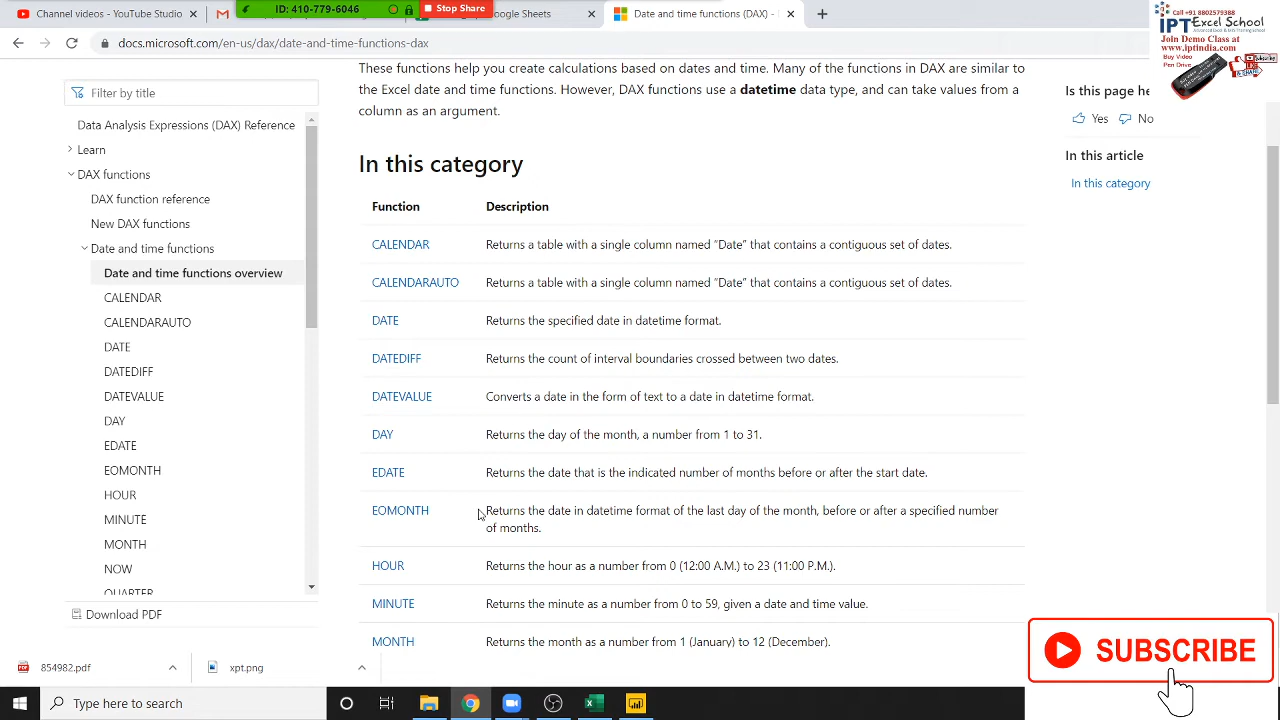 Channel videos - YouTube Studio
ID: 410-779-6046
Stop Share
Sheets
Date and time functions (DAX) -
docs.microsoft.com/en-us/dax/date-and-time-functions-dax
Call +91 8802579388
IPT Excel School
Advanced Excel & MIS Training School
Join Demo Class at
www.iptindia.com
Buy Video
Pen Drive
Filter by title
Data Analysis Expressions (DAX) Reference
Learn
DAX functions
DAX function reference
New DAX functions
Date and time functions
Date and time functions overview
CALENDAR
CALENDARAUTO
DATE
DATEDIFF
DATEVALUE
DAY
EDATE
EOMONTH
HOUR
MINUTE
MONTH
NOW
QUARTER
Download PDF
These functions help calculations based on dates and time. Many of the functions in DAX are similar to
the Excel date and time functions. However, DAX functions use a datetime data type, and can take values from a
column as an argument.
In this category
Function Description
CALENDAR Returns a table with a single column named "Date" that contains a contiguous set of dates.
CALENDARAUTO Returns a table with a single column named "Date" that contains a contiguous set of dates.
DATE Returns the specified date in datetime format.
DATEDIFF Returns the count of interval boundaries crossed between two dates.
DATEVALUE Converts a date in the form of text to a date in datetime format.
DAY Returns the day of the month, a number from 1 to 31.
EDATE Returns the date that is the indicated number of months before or after the start date.
EOMONTH Returns the date in datetime format of the last day of the month, before or after a specified number
of months.
HOUR Returns the hour as a number from 0 (12:00 A.M.) to 23 (11:00 P.M.).
MINUTE Returns the minute as a number from 0 to 59, given a date and time value.
MONTH Returns the month as a number from 1 (January) to 12 (December).
Is this page he
Yes No
In this article
In this category
SUBSCRIBE
854982.pdf
xpt.png
Type here to search